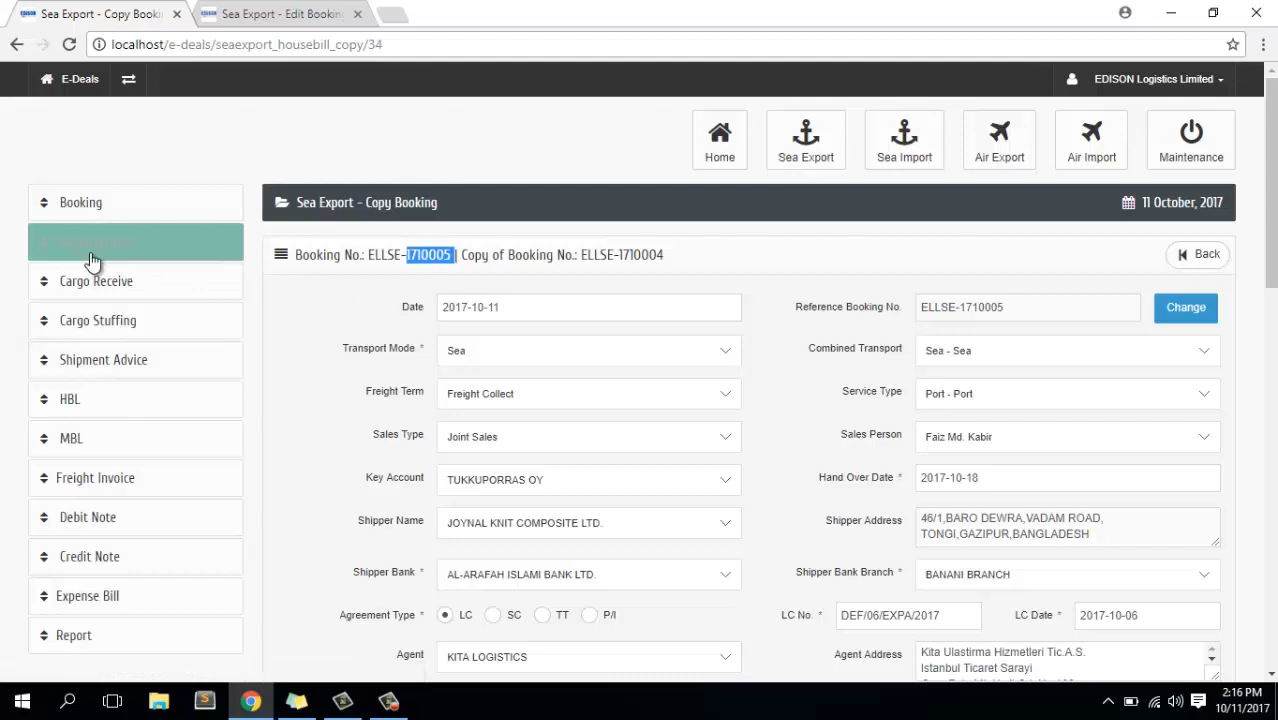 Sea Export - Copy Bookin
Sea Export - Edit Booking
localhost/e-deals/seaexport_housebill_copy/34
E-Deals
EDISON Logistics Limited
Home
Sea Export
Sea Import
Air Export
Air Import
Maintenance
Booking
Cargo Receive
Cargo Stuffing
Shipment Advice
HBL
MBL
Freight Invoice
Debit Note
Credit Note
Expense Bill
Report
Sea Export - Copy Booking
11 October, 2017
Booking No.: ELLSE-1710005 | Copy of Booking No.: ELLSE-1710004
Back
Date 2017-10-11
Reference Booking No. ELLSE-1710005 Change
Transport Mode * Sea
Combined Transport Sea - Sea
Freight Term Freight Collect
Service Type Port - Port
Sales Type Joint Sales
Sales Person Faiz Md. Kabir
Key Account TUKKUPORRAS OY
Hand Over Date * 2017-10-18
Shipper Name JOYNAL KNIT COMPOSITE LTD.
Shipper Address 46/1,BARO DEWRA,VADAM ROAD,
TONGI,GAZIPUR,BANGLADESH
Shipper Bank * AL-ARAFAH ISLAMI BANK LTD.
Shipper Bank Branch * BANANI BRANCH
Agreement Type * LC SC TT P/I
LC No. * DEF/06/EXPA/2017
LC Date * 2017-10-06
Agent KITA LOGISTICS
Agent Address Kita Ulastirma Hizmetleri Tic.A.S.
Istanbul Ticaret Sarayi
2:16 PM
10/11/2017